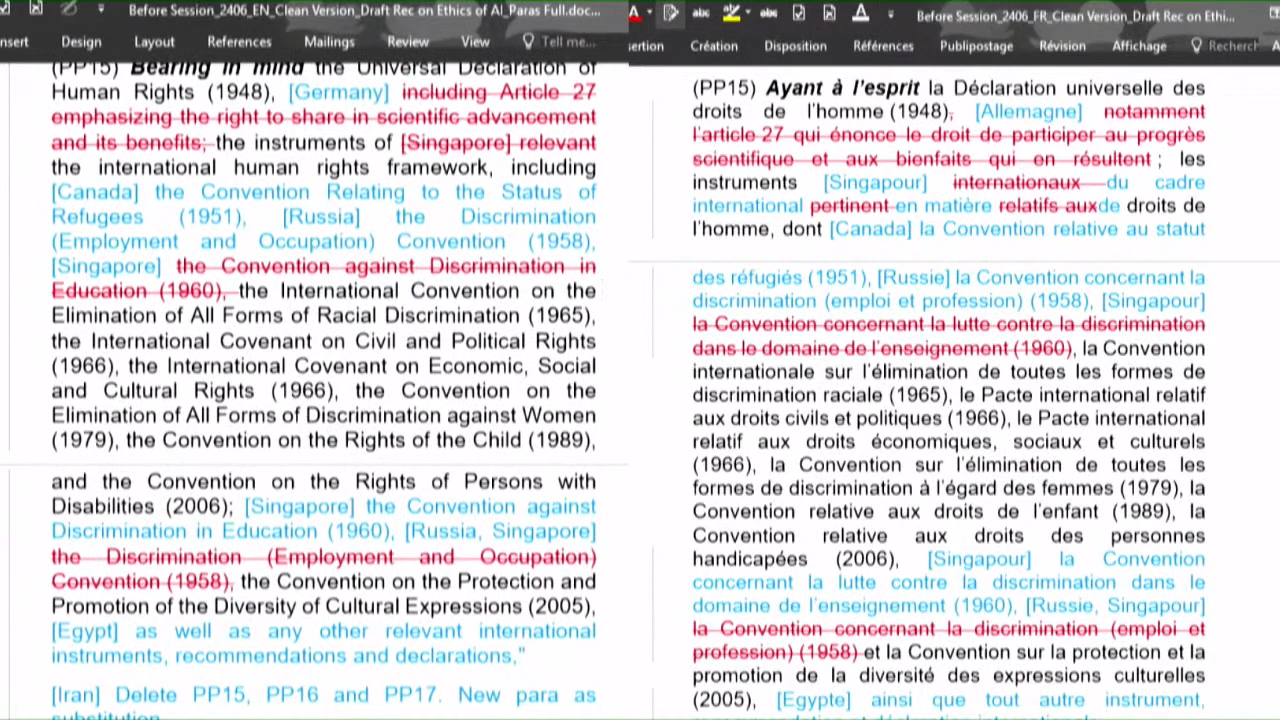 Before Session_2406_EN_Clean Version_Draft Rec on Ethics of AI_Paras Full.doc...
nsert Design Layout References Mailings Review View Tell me...
(PP15) Bearing in mind the Universal Declaration of
Human Rights (1948), [Germany] including Article 27
emphasizing the right to share in scientific advancement
and its benefits; the instruments of [Singapore] relevant
the international human rights framework, including
[Canada] the Convention Relating to the Status of
Refugees (1951), [Russia] the Discrimination
(Employment and Occupation) Convention (1958),
[Singapore] the Convention against Discrimination in
Education (1960), the International Convention on the
Elimination of All Forms of Racial Discrimination (1965),
the International Covenant on Civil and Political Rights
(1966), the International Covenant on Economic, Social
and Cultural Rights (1966), the Convention on the
Elimination of All Forms of Discrimination against Women
(1979), the Convention on the Rights of the Child (1989),
and the Convention on the Rights of Persons with
Disabilities (2006); [Singapore] the Convention against
Discrimination in Education (1960), [Russia, Singapore]
the Discrimination (Employment and Occupation)
Convention (1958), the Convention on the Protection and
Promotion of the Diversity of Cultural Expressions (2005),
[Egypt] as well as any other relevant international
instruments, recommendations and declarations,"
[Iran] Delete PP15, PP16 and PP17. New para as
substitution
Before Session_2406_FR_Clean Version_Draft Rec on Ethi...
sertion Création Disposition Références Publipostage Révision Affichage Recherch
(PP15) Ayant à l'esprit la Déclaration universelle des
droits de l'homme (1948), [Allemagne] notamment
l'article 27 qui énonce le droit de participer au progrès
scientifique et aux bienfaits qui en résultent ; les
instruments [Singapour] internationaux du cadre
international pertinent en matière relatifs auxde droits de
l'homme, dont [Canada] la Convention relative au statut
des réfugiés (1951), [Russie] la Convention concernant la
discrimination (emploi et profession) (1958), [Singapour]
la Convention concernant la lutte contre la discrimination
dans le domaine de l'enseignement (1960), la Convention
internationale sur l'élimination de toutes les formes de
discrimination raciale (1965), le Pacte international relatif
aux droits civils et politiques (1966), le Pacte international
relatif aux droits économiques, sociaux et culturels
(1966), la Convention sur l'élimination de toutes les
formes de discrimination à l'égard des femmes (1979), la
Convention relative aux droits de l'enfant (1989), la
Convention relative aux droits des personnes
handicapées (2006), [Singapour] la Convention
concernant la lutte contre la discrimination dans le
domaine de l'enseignement (1960), [Russie, Singapour]
la Convention concernant la discrimination (emploi et
profession) (1958) et la Convention sur la protection et la
promotion de la diversité des expressions culturelles
(2005), [Egypte] ainsi que tout autre instrument,